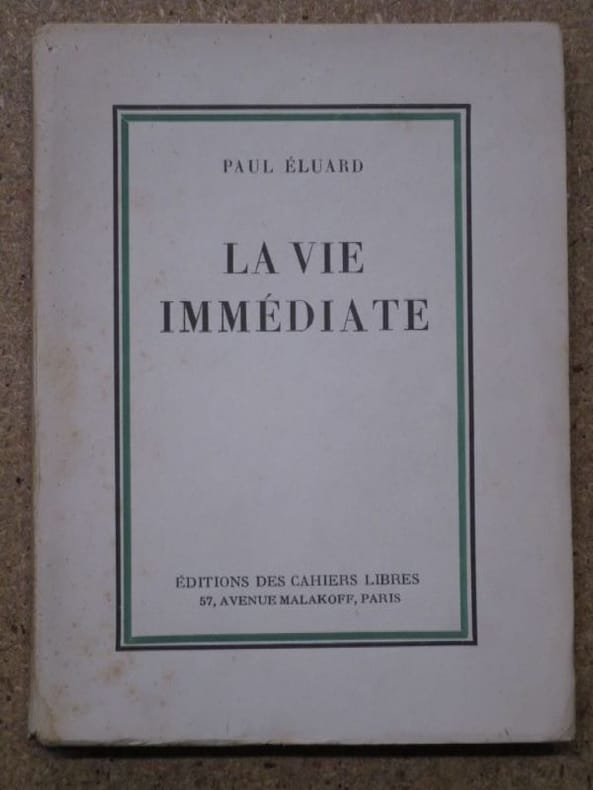 PAUL ÉLUARD
LA VIE
IMMÉDIATE
ÉDITIONS DES CAHIERS LIBRES
57, AVENUE MALAKOFF, PARIS